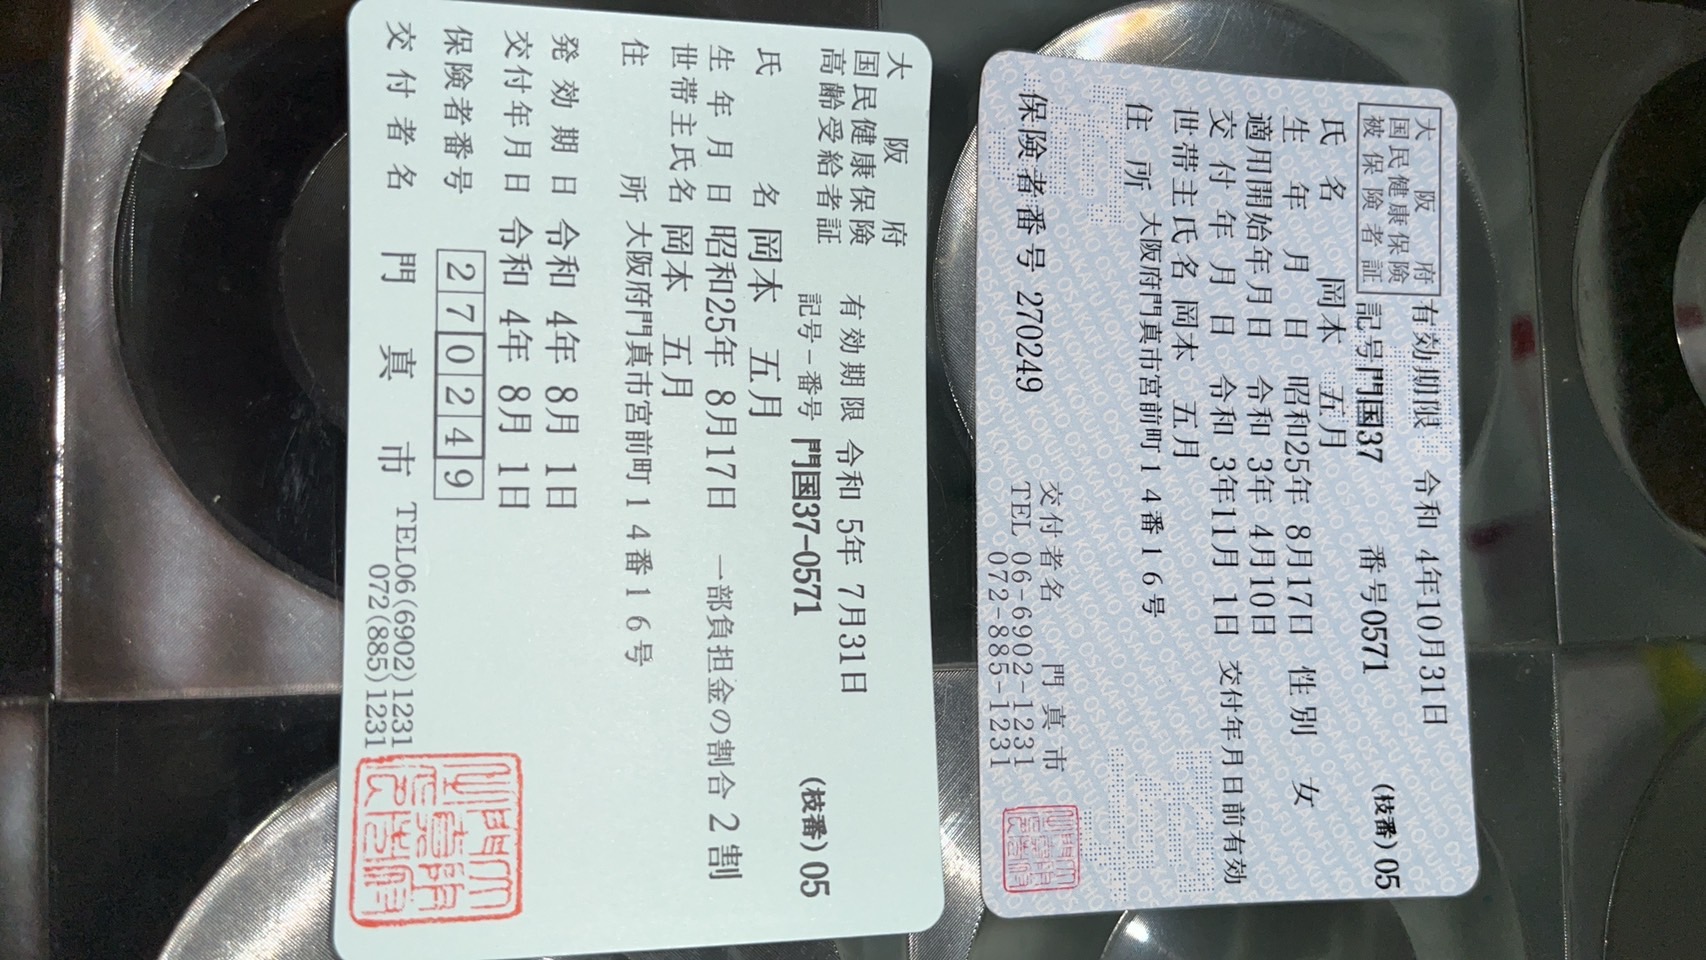 大阪府
国民健康保険
被保険者証
有効期限 令和 4年10月31日
記号門国37 番号0571 (枝番)05
氏名 岡本 五月
生年月日 昭和25年 8月17日 性別 女
適用開始年月日 令和 3年 4月10日
交付年月日 令和 3年11月 1日 交付年月日前有効
世帯主氏名 岡本 五月
住所 大阪府門真市宮前町14番16号
保険者番号 270249
交付者名 門真市
TEL 06-6902-1231
072-885-1231
大阪府
国民健康保険
高齢受給者証
有効期限 令和 5年 7月31日
記号-番号 門国37-0571 (枝番)05
氏名 岡本 五月
生年月日 昭和25年 8月17日 一部負担金の割合 2割
世帯主氏名 岡本 五月
住所 大阪府門真市宮前町14番16号
発効期日 令和 4年 8月 1日
交付年月日 令和 4年 8月 1日
保険者番号 270249
交付者名 門真市
TEL06(6902)1231
072(885)1231